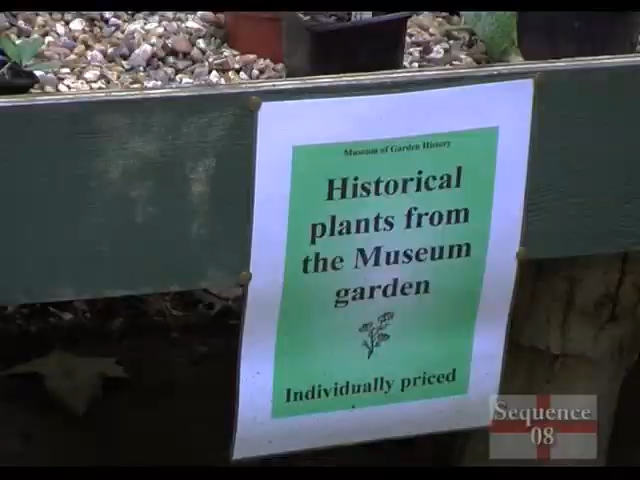 Museum of Garden History
Historical
plants from
the Museum
garden
Individually priced
Sequence
08